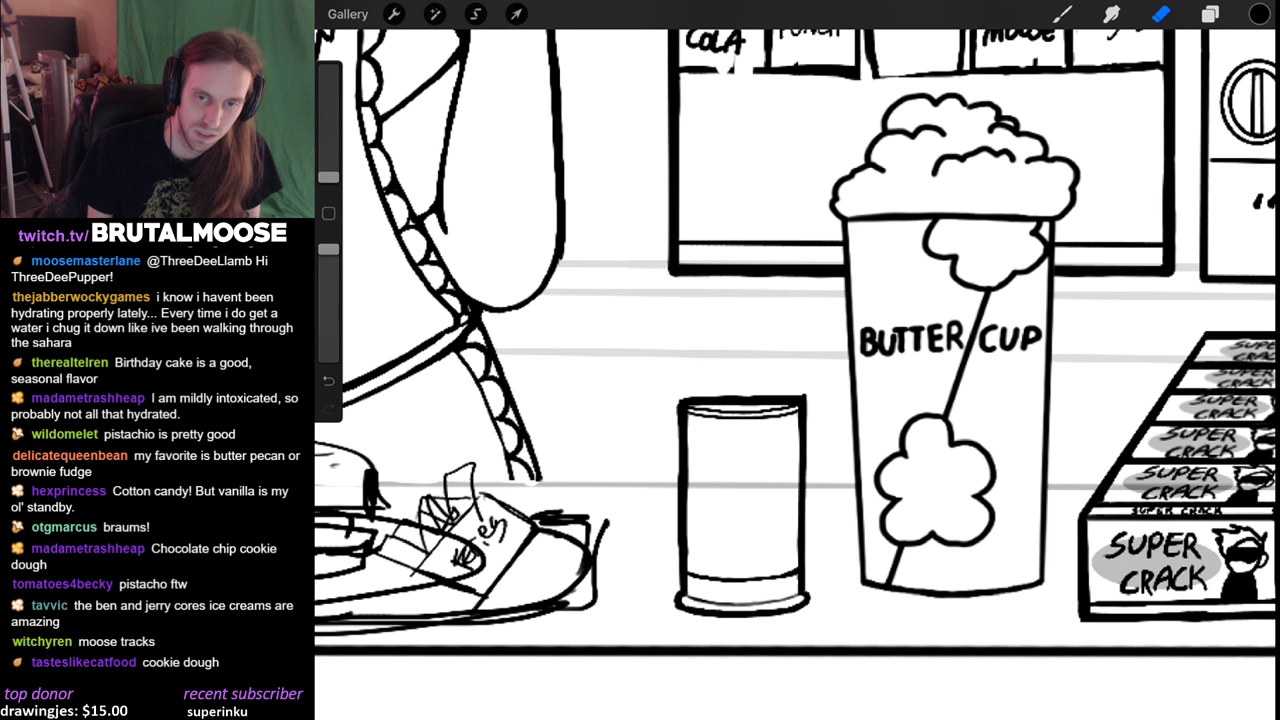 Gallery
COLA
PUNCH
BUTTER CUP
SUPER
CRACK
SUPER
CRACK
SUPER
CRACK
SUPER
CRACK
SUPER
CRACK
SUPER CRACK
SUPER
CRACK
twitch.tv/BRUTALMOOSE
moosemasterlane @ThreeDeeLlamb Hi
ThreeDeePupper!
thejabberwockygames i know i havent been
hydrating properly lately... Every time i do get a
water i chug it down like ive been walking through
the sahara
therealtelren Birthday cake is a good,
seasonal flavor
madametrashheap I am mildly intoxicated, so
probably not all that hydrated.
wildomelet pistachio is pretty good
delicatequeenbean my favorite is butter pecan or
brownie fudge
hexprincess Cotton candy! But vanilla is my
ol' standby.
otgmarcus braums!
madametrashheap Chocolate chip cookie
dough
tomatoes4becky pistacho ftw
tavvic the ben and jerry cores ice creams are
amazing
witchyren moose tracks
tasteslikecatfood cookie dough
top donor
drawingjes: $15.00
recent subscriber
superinku